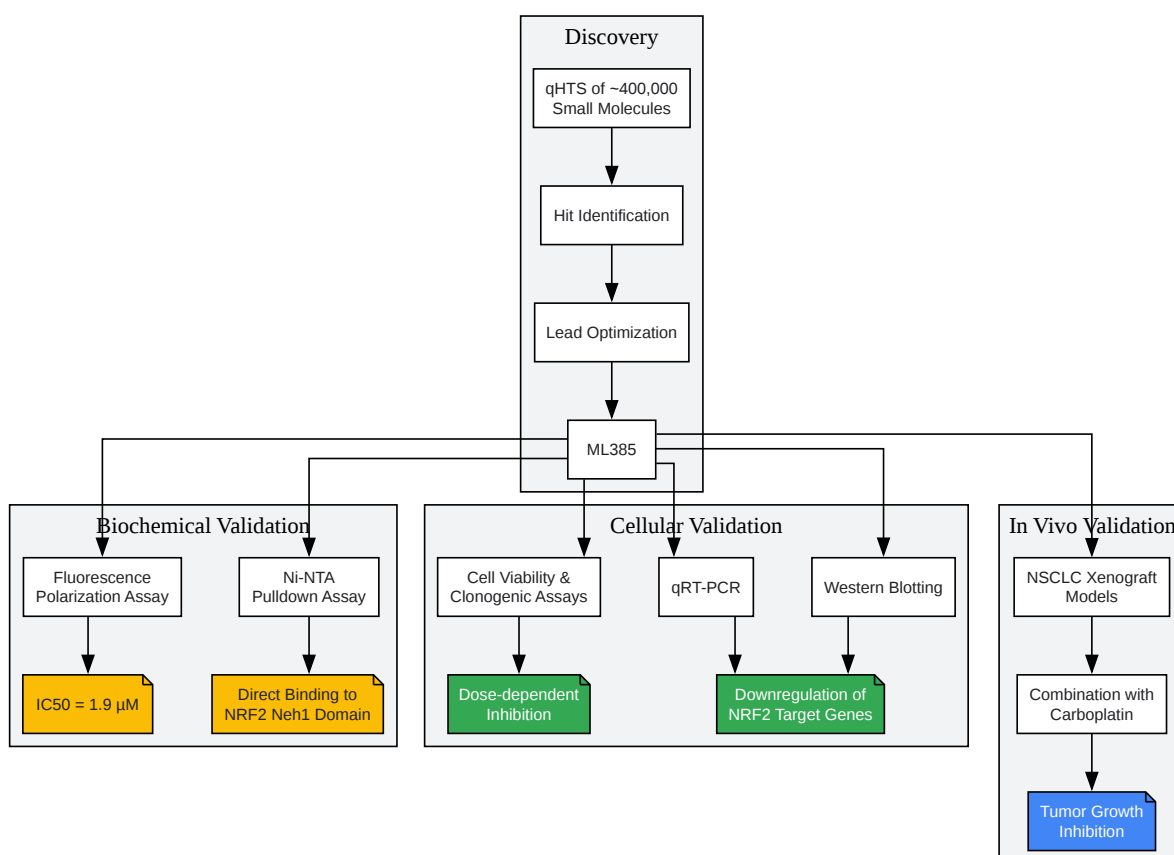 Discovery
qHTS of ~400,000
Small Molecules
Hit Identification
Lead Optimization
ML385
Biochemical Validation
Fluorescence
Polarization Assay
Ni-NTA
Pulldown Assay
IC50 = 1.9 µM
Direct Binding to
NRF2 Neh1 Domain
Cellular Validation
Cell Viability &
Clonogenic Assays
qRT-PCR
Western Blotting
Dose-dependent
Inhibition
Downregulation of
NRF2 Target Genes
In Vivo Validation
NSCLC Xenograft
Models
Combination with
Carboplatin
Tumor Growth
Inhibition